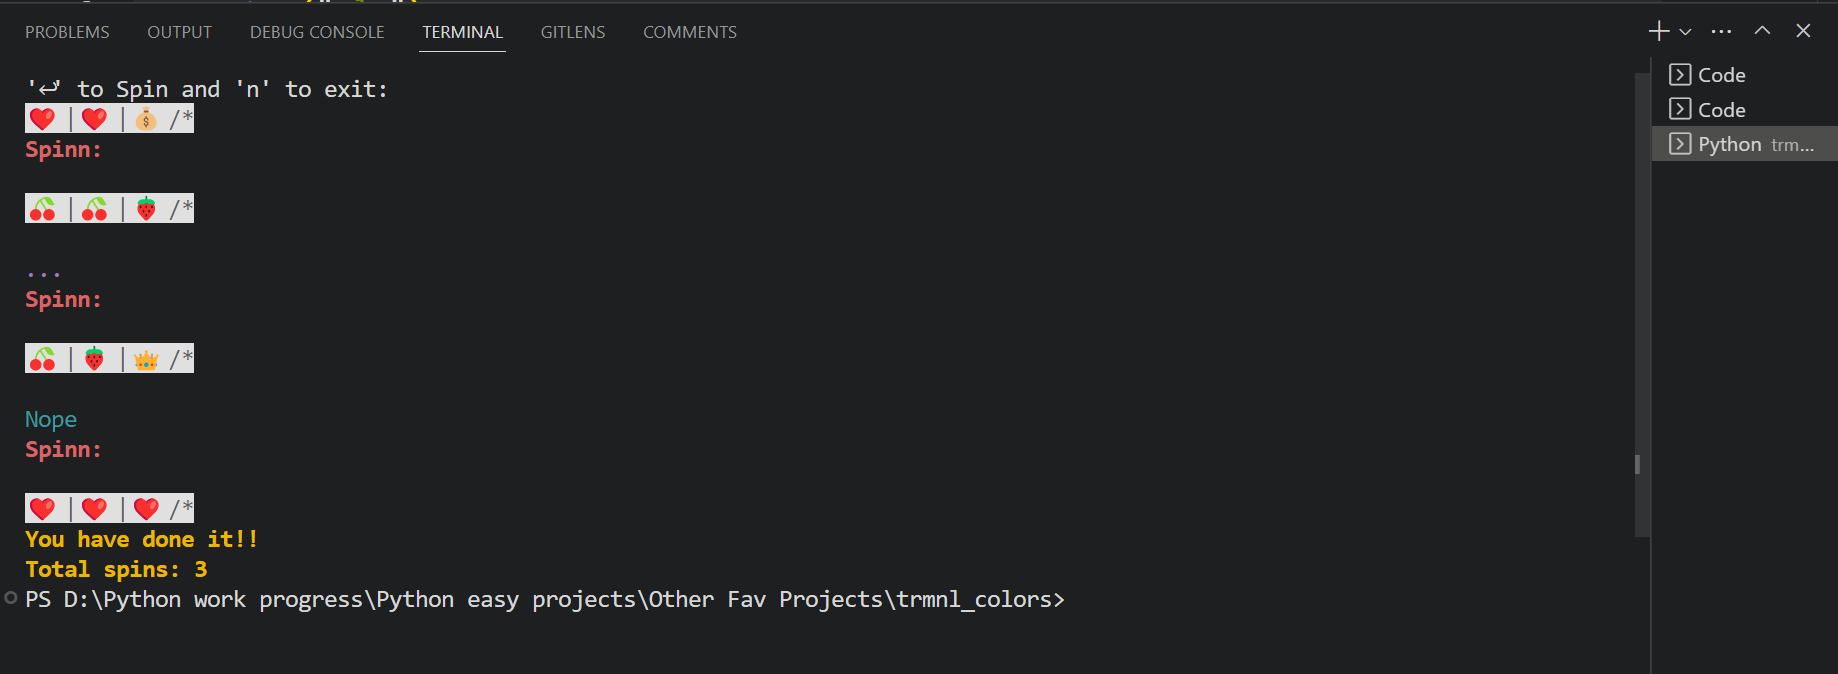 PROBLEMS OUTPUT DEBUG CONSOLE TERMINAL GITLENS COMMENTS
'↩' to Spin and 'n' to exit:
❤️ |❤️ |💰 /*
Spinn:
🍒 |🍒 |🍓 /*
...
Spinn:
🍒 |🍓 |👑 /*
Nope
Spinn:
❤️ |❤️ |❤️ /*
You have done it!!
Total spins: 3
PS D:\Python work progress\Python easy projects\Other Fav Projects\trmnl_colors>
Code
Code
Python trm...